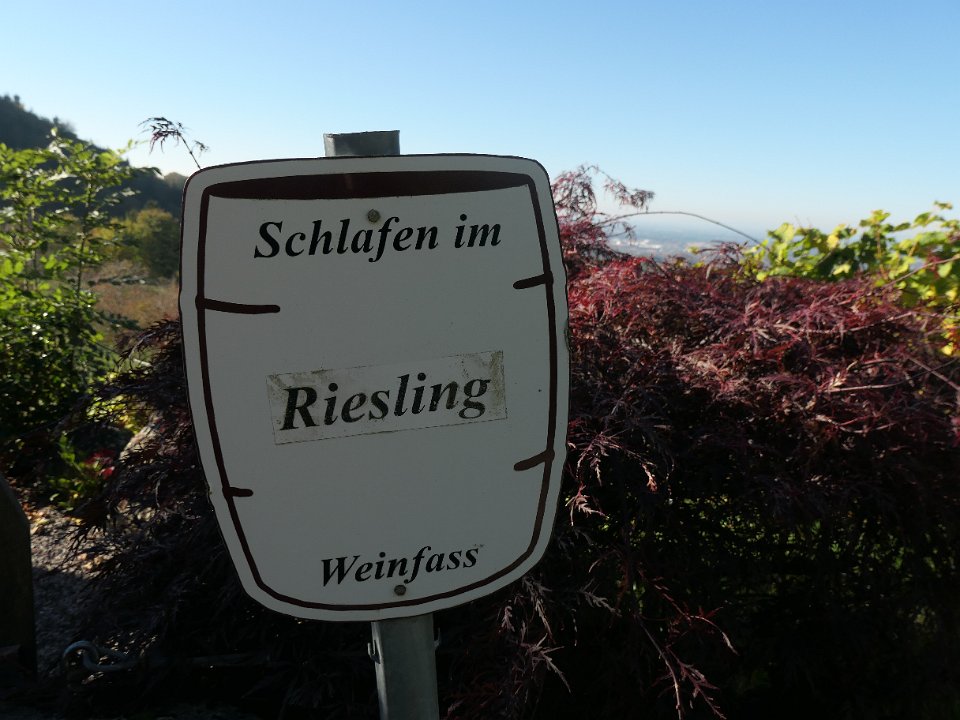 Schlafen im
Riesling
Weinfass